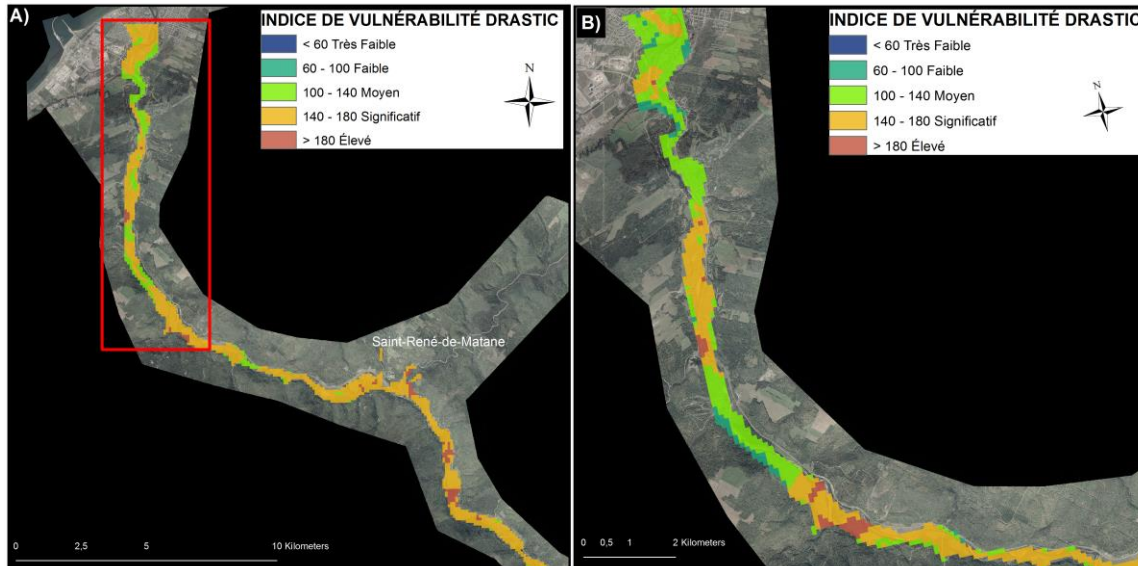 A)
INDICE DE VULNÉRABILITÉ DRASTIC
< 60 Très Faible
60 - 100 Faible
100 - 140 Moyen
140 - 180 Significatif
> 180 Élevé
N
Saint-René-de-Matane
0 2,5 5 10 Kilometers
B)
INDICE DE VULNÉRABILITÉ DRASTIC
< 60 Très Faible
60 - 100 Faible
100 - 140 Moyen
140 - 180 Significatif
> 180 Élevé
N
0 0,5 1 2 Kilometers